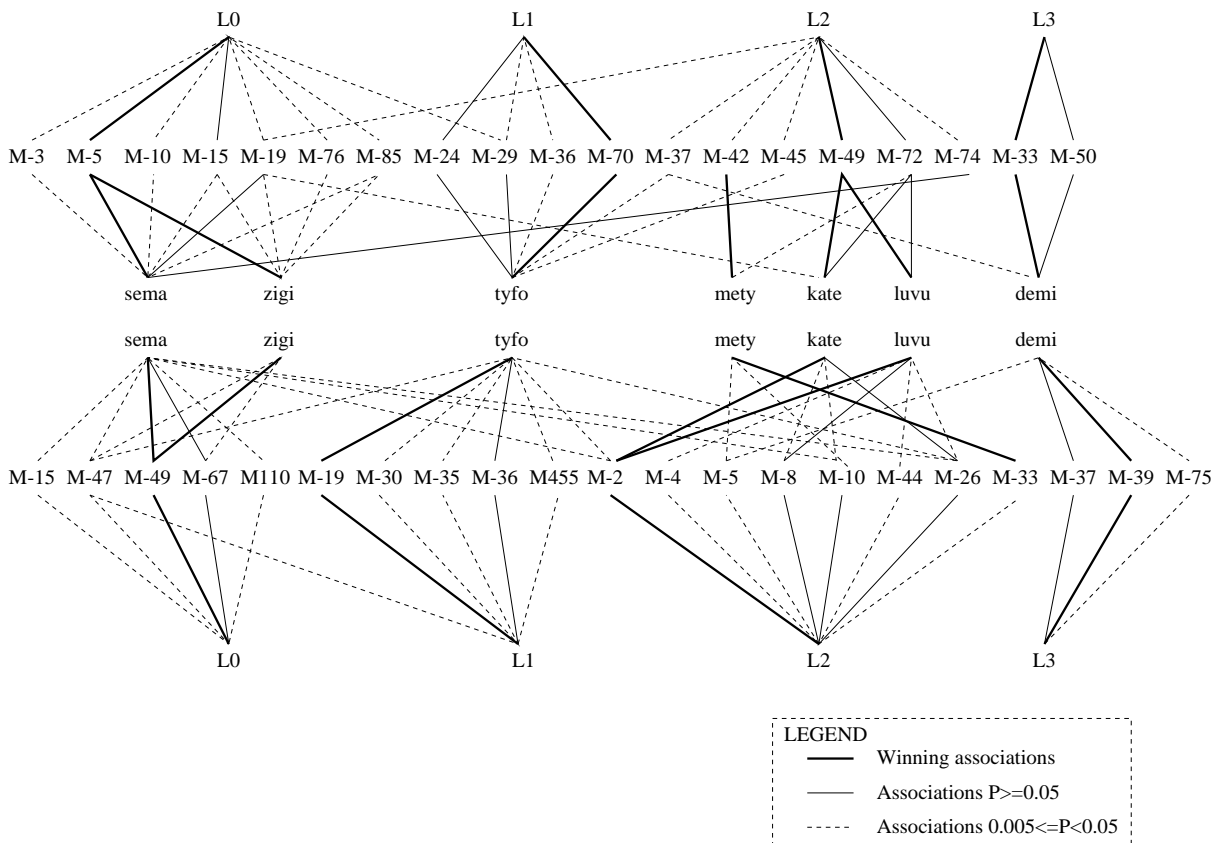 L0 L1 L2 L3
M-3 M-5 M-10 M-15 M-19 M-76 M-85 M-24 M-29 M-36 M-70 M-37 M-42 M-45 M-49 M-72 M-74 M-33 M-50
sema zigi tyfo mety kate luvu demi
sema zigi tyfo mety kate luvu demi
M-15 M-47 M-49 M-67 M110 M-19 M-30 M-35 M-36 M455 M-2 M-4 M-5 M-8 M-10 M-44 M-26 M-33 M-37 M-39 M-75
L0 L1 L2 L3
LEGEND
Winning associations
Associations P>=0.05
Associations 0.005<=P<0.05